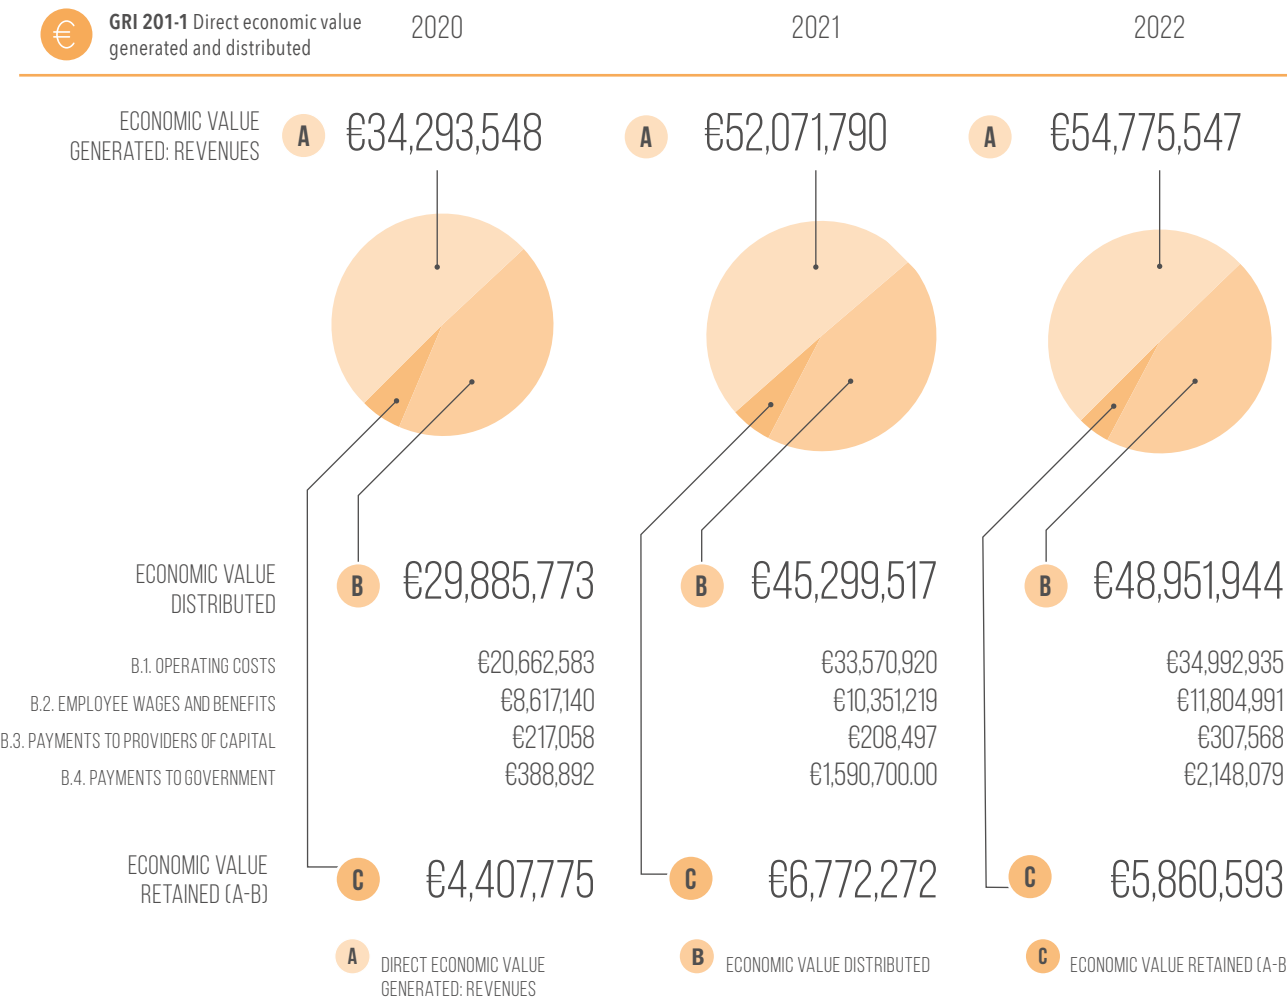 €
GRI 201-1 Direct economic value
generated and distributed
2020
2021
2022
ECONOMIC VALUE
GENERATED: REVENUES
A €34,293,548
A €52,071,790
A €54,775,547
ECONOMIC VALUE
DISTRIBUTED
B €29,885,773
B €45,299,517
B €48,951,944
B.1. OPERATING COSTS €20,662,583 €33,570,920 €34,992,935
B.2. EMPLOYEE WAGES AND BENEFITS €8,617,140 €10,351,219 €11,804,991
B.3. PAYMENTS TO PROVIDERS OF CAPITAL €217,058 €208,497 €307,568
B.4. PAYMENTS TO GOVERNMENT €388,892 €1,590,700.00 €2,148,079
ECONOMIC VALUE
RETAINED (A-B)
C €4,407,775
C €6,772,272
C €5,860,593
A DIRECT ECONOMIC VALUE
GENERATED: REVENUES
B ECONOMIC VALUE DISTRIBUTED
C ECONOMIC VALUE RETAINED (A-B